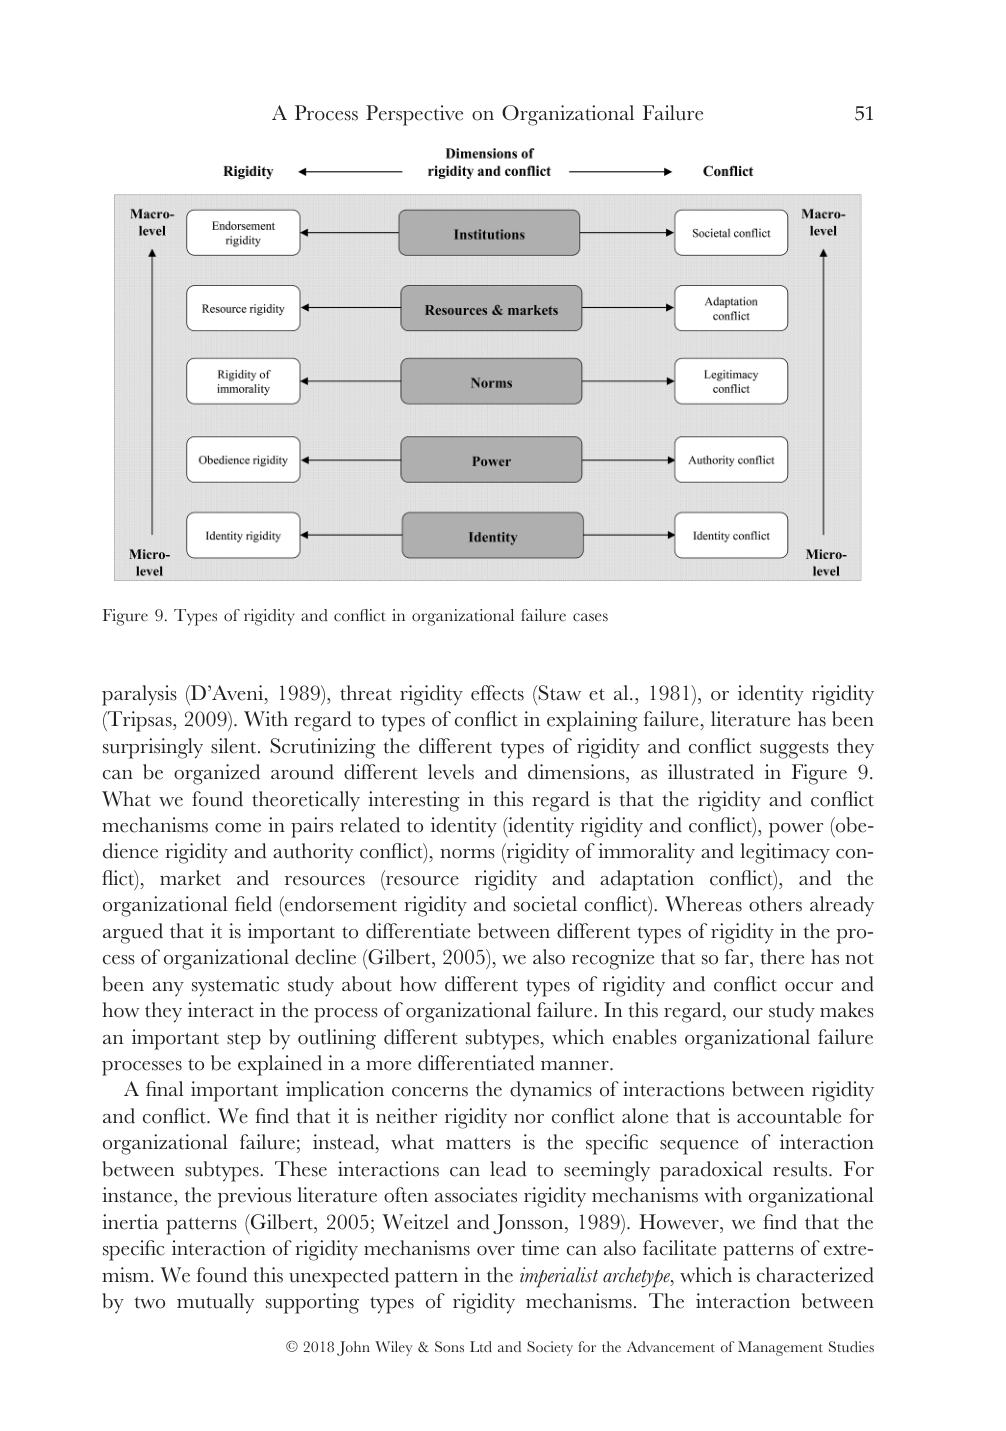 A Process Perspective on Organizational Failure 51
Dimensions of
Rigidity rigidity and conflict Conflict
Macro-
level
Endorsement
rigidity
Institutions
Societal conflict
Macro-
level
Resource rigidity
Resources & markets
Adaptation
conflict
Rigidity of
immorality
Norms
Legitimacy
conflict
Obedience rigidity
Power
Authority conflict
Identity rigidity
Identity
Identity conflict
Micro-
level
Micro-
level
Figure 9. Types of rigidity and conflict in organizational failure cases
paralysis (D’Aveni, 1989), threat rigidity effects (Staw et al., 1981), or identity rigidity
(Tripsas, 2009). With regard to types of conflict in explaining failure, literature has been
surprisingly silent. Scrutinizing the different types of rigidity and conflict suggests they
can be organized around different levels and dimensions, as illustrated in Figure 9.
What we found theoretically interesting in this regard is that the rigidity and conflict
mechanisms come in pairs related to identity (identity rigidity and conflict), power (obe-
dience rigidity and authority conflict), norms (rigidity of immorality and legitimacy con-
flict), market and resources (resource rigidity and adaptation conflict), and the
organizational field (endorsement rigidity and societal conflict). Whereas others already
argued that it is important to differentiate between different types of rigidity in the pro-
cess of organizational decline (Gilbert, 2005), we also recognize that so far, there has not
been any systematic study about how different types of rigidity and conflict occur and
how they interact in the process of organizational failure. In this regard, our study makes
an important step by outlining different subtypes, which enables organizational failure
processes to be explained in a more differentiated manner.
A final important implication concerns the dynamics of interactions between rigidity
and conflict. We find that it is neither rigidity nor conflict alone that is accountable for
organizational failure; instead, what matters is the specific sequence of interaction
between subtypes. These interactions can lead to seemingly paradoxical results. For
instance, the previous literature often associates rigidity mechanisms with organizational
inertia patterns (Gilbert, 2005; Weitzel and Jonsson, 1989). However, we find that the
specific interaction of rigidity mechanisms over time can also facilitate patterns of extre-
mism. We found this unexpected pattern in the imperialist archetype, which is characterized
by two mutually supporting types of rigidity mechanisms. The interaction between
© 2018 John Wiley & Sons Ltd and Society for the Advancement of Management Studies